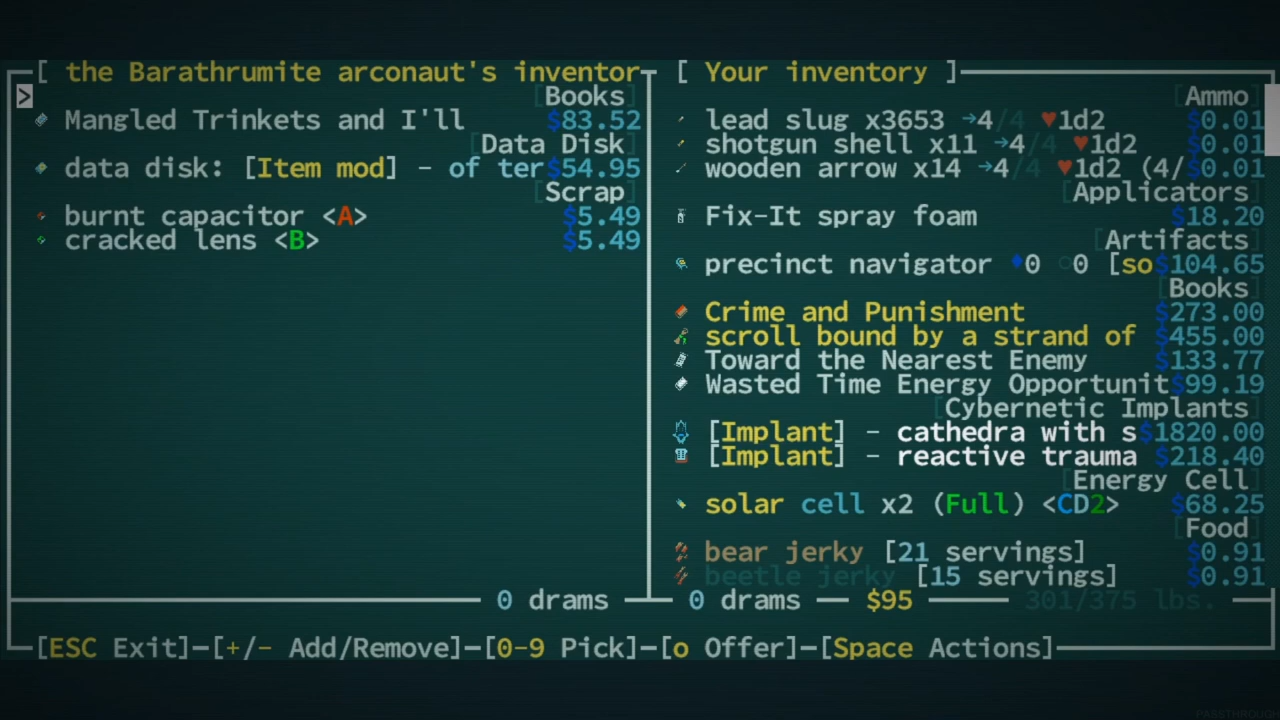 [ the Barathrumite arconaut's inventor
[ Your inventory ]
>
[Books]
Mangled Trinkets and I'll $83.52
[Data Disk]
data disk: [Item mod] - of ter$54.95
[Scrap]
burnt capacitor <A> $5.49
cracked lens <B> $5.49
[Ammo]
lead slug x3653 →4/4 ♥1d2 $0.01
shotgun shell x11 →4/4 ♥1d2 $0.01
wooden arrow x14 →4/4 ♥1d2 (4/$0.01
[Applicators]
Fix-It spray foam $18.20
[Artifacts]
precinct navigator ♦0 ○0 [so$104.65
[Books]
Crime and Punishment $273.00
scroll bound by a strand of $455.00
Toward the Nearest Enemy $133.77
Wasted Time Energy Opportunit$99.19
[Cybernetic Implants]
[Implant] - cathedra with s$1820.00
[Implant] - reactive trauma $218.40
[Energy Cell]
solar cell x2 (Full) <CD2> $68.25
[Food]
bear jerky [21 servings] $0.91
beetle jerky [15 servings] $0.91
0 drams
0 drams
$95
301/375 lbs.
[ESC Exit]-[+/- Add/Remove]-[0-9 Pick]-[o Offer]-[Space Actions]